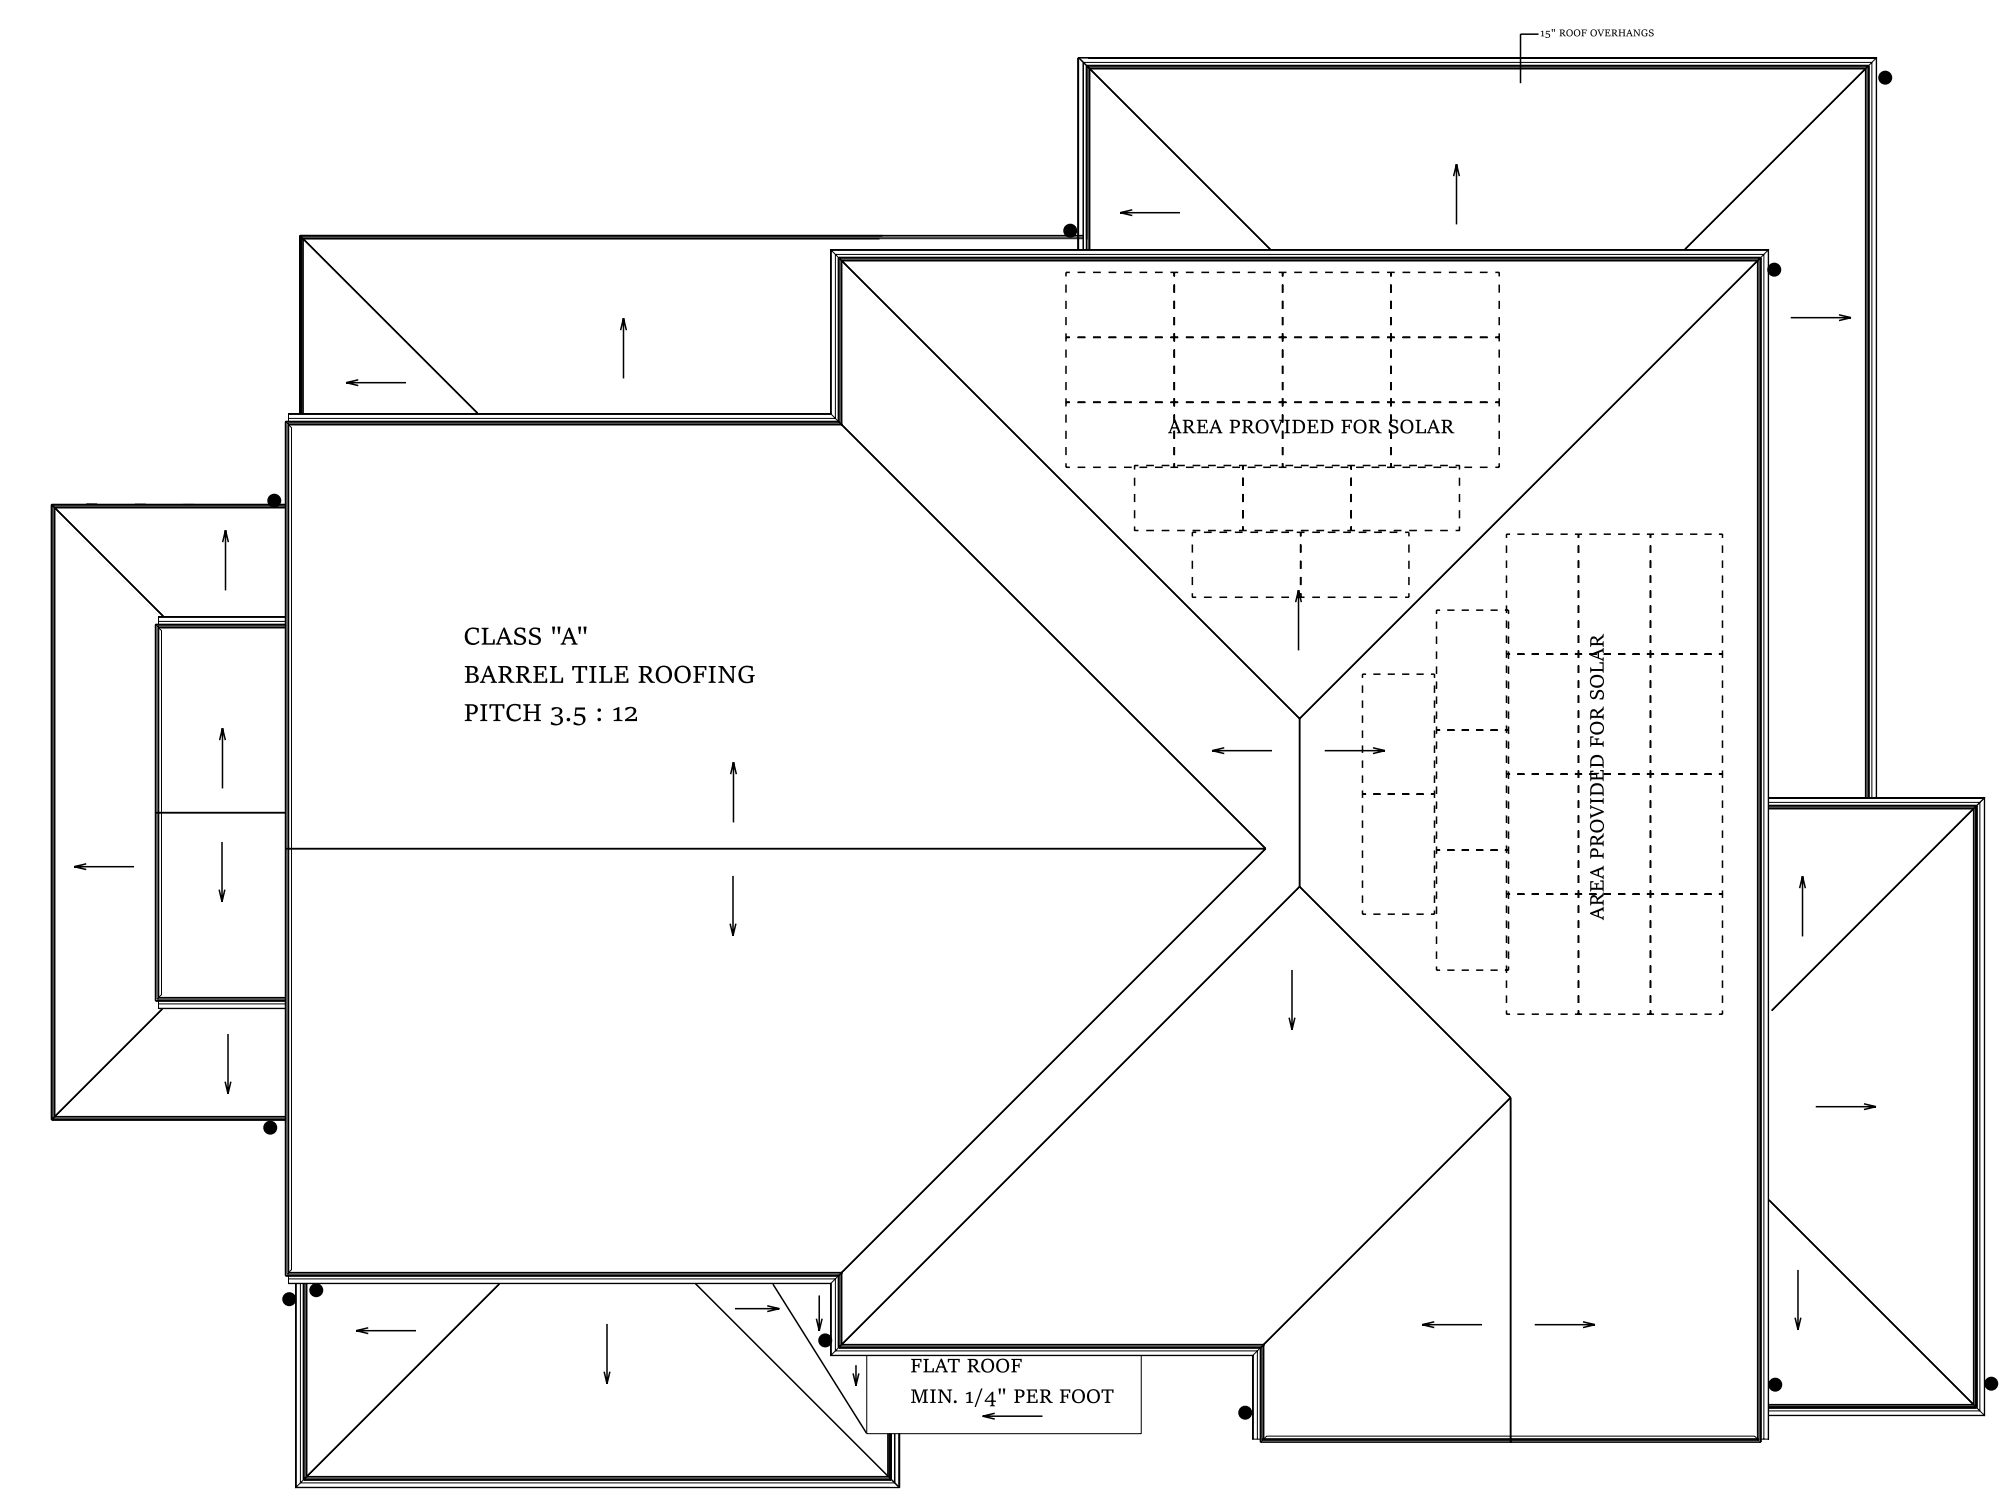 15" ROOF OVERHANGS
AREA PROVIDED FOR SOLAR
CLASS "A"
BARREL TILE ROOFING
PITCH 3.5 : 12
AREA PROVIDED FOR SOLAR
FLAT ROOF
MIN. 1/4" PER FOOT